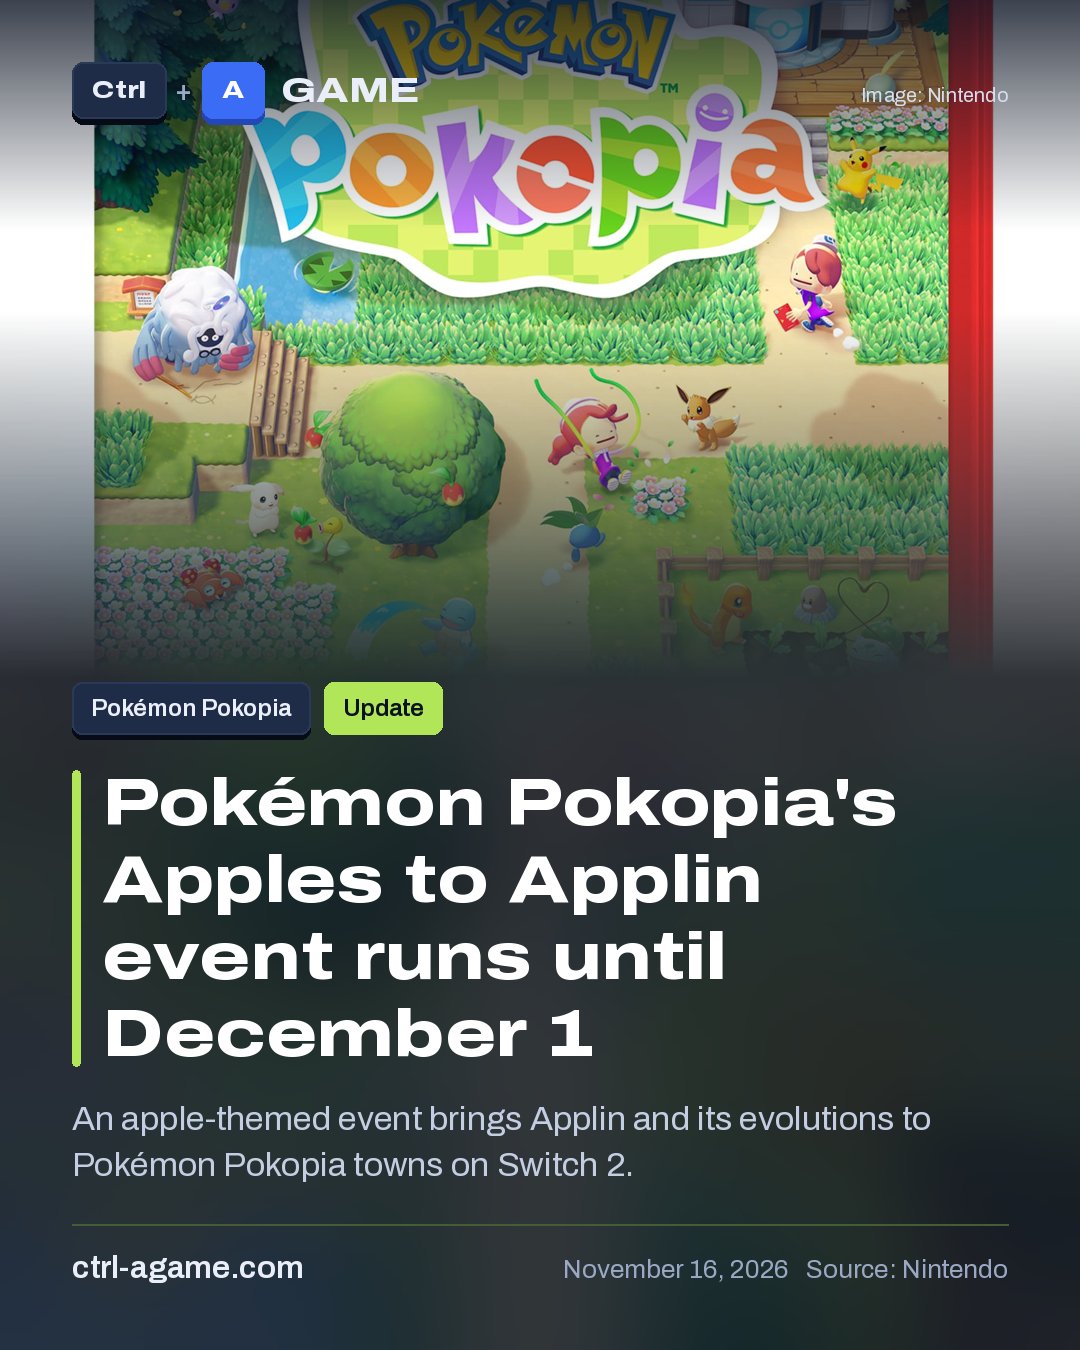 POKÉMON
TM
Ctrl + A GAME
Image: Nintendo
Pokopia
Pokémon Pokopia
Update
Pokémon Pokopia's
Apples to Applin
event runs until
December 1
An apple-themed event brings Applin and its evolutions to
Pokémon Pokopia towns on Switch 2.
ctrl-agame.com
November 16, 2026 Source: Nintendo